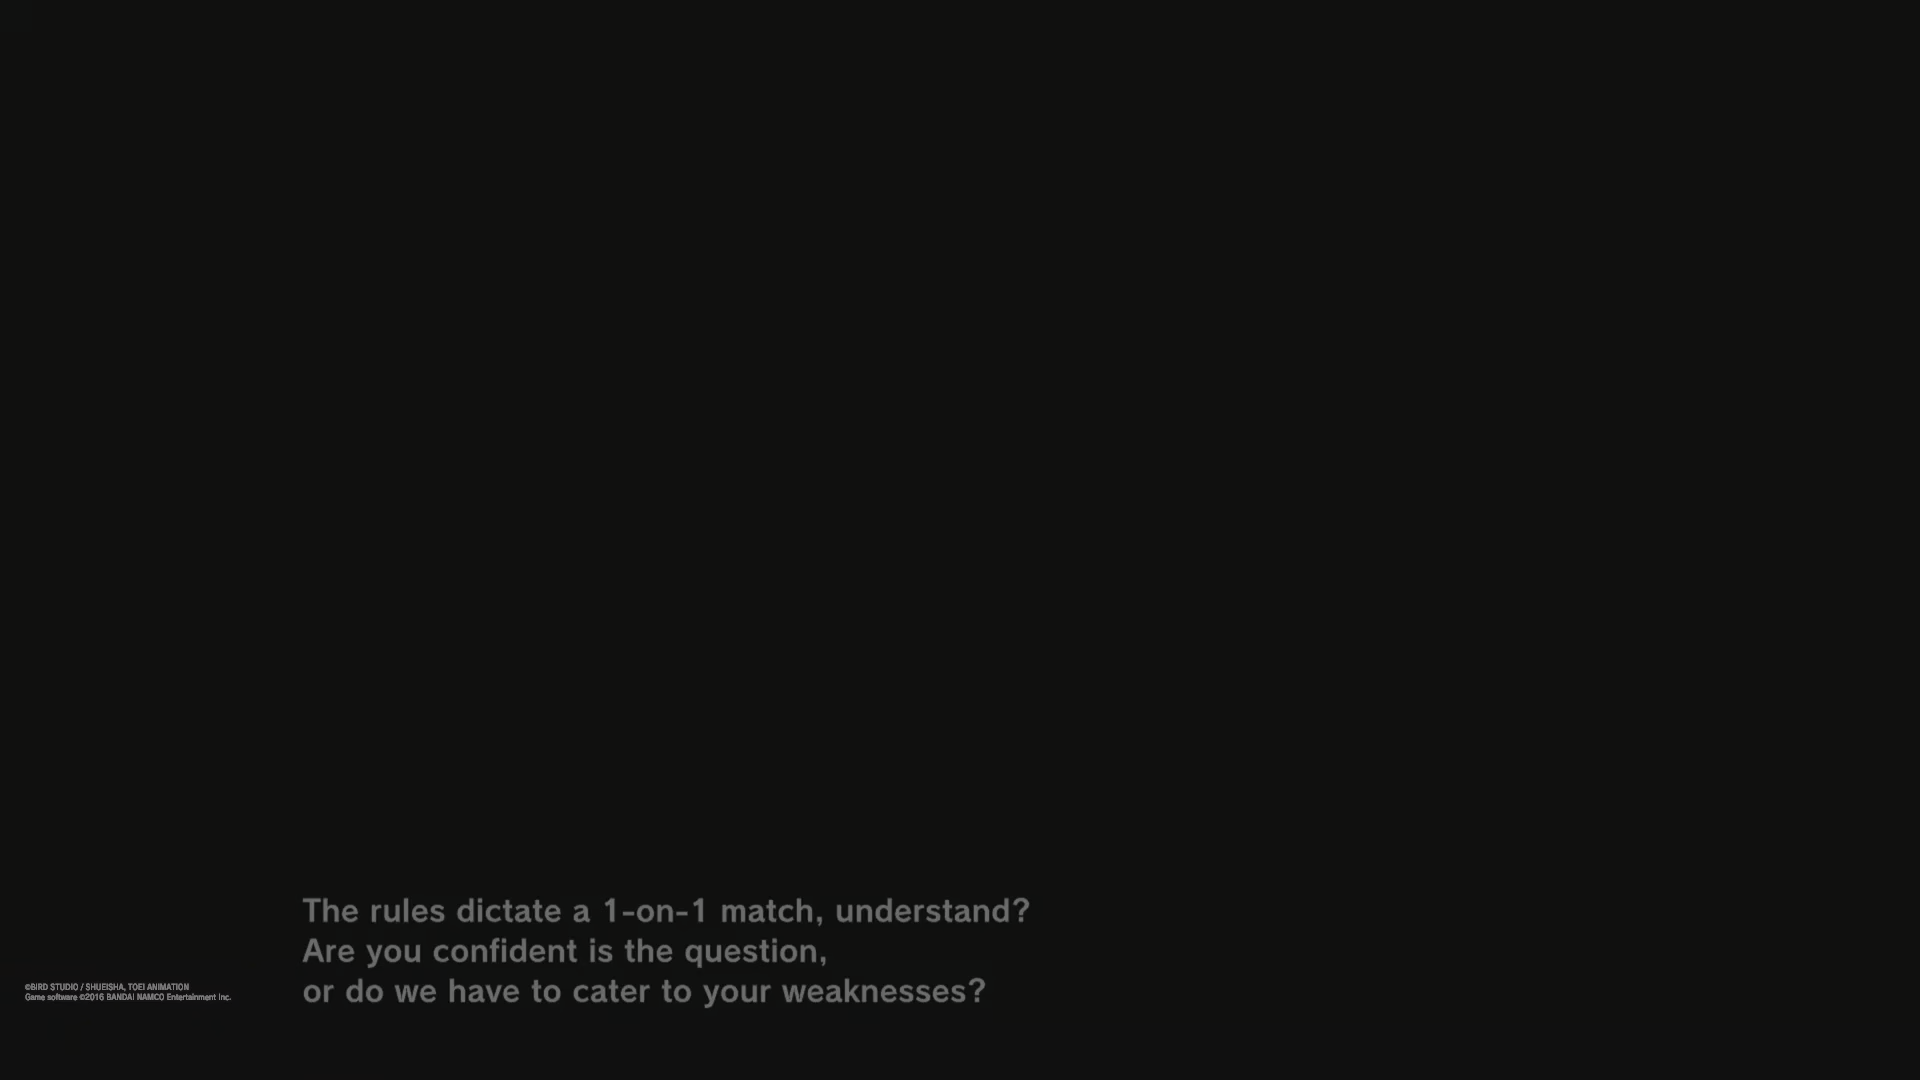 The rules dictate a 1-on-1 match, understand?
Are you confident is the question,
or do we have to cater to your weaknesses?
©BIRD STUDIO / SHUEISHA, TOEI ANIMATION
Game software ©2016 BANDAI NAMCO Entertainment Inc.